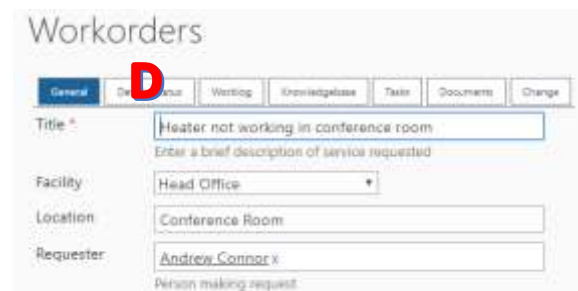 Workorders
General D Status Worklog Knowledgebase Tasks Documents Change
Title *
Heater not working in conference room
Enter a brief description of service requested
Facility
Head Office
Location
Conference Room
Requester
Andrew Connor x
Person making request